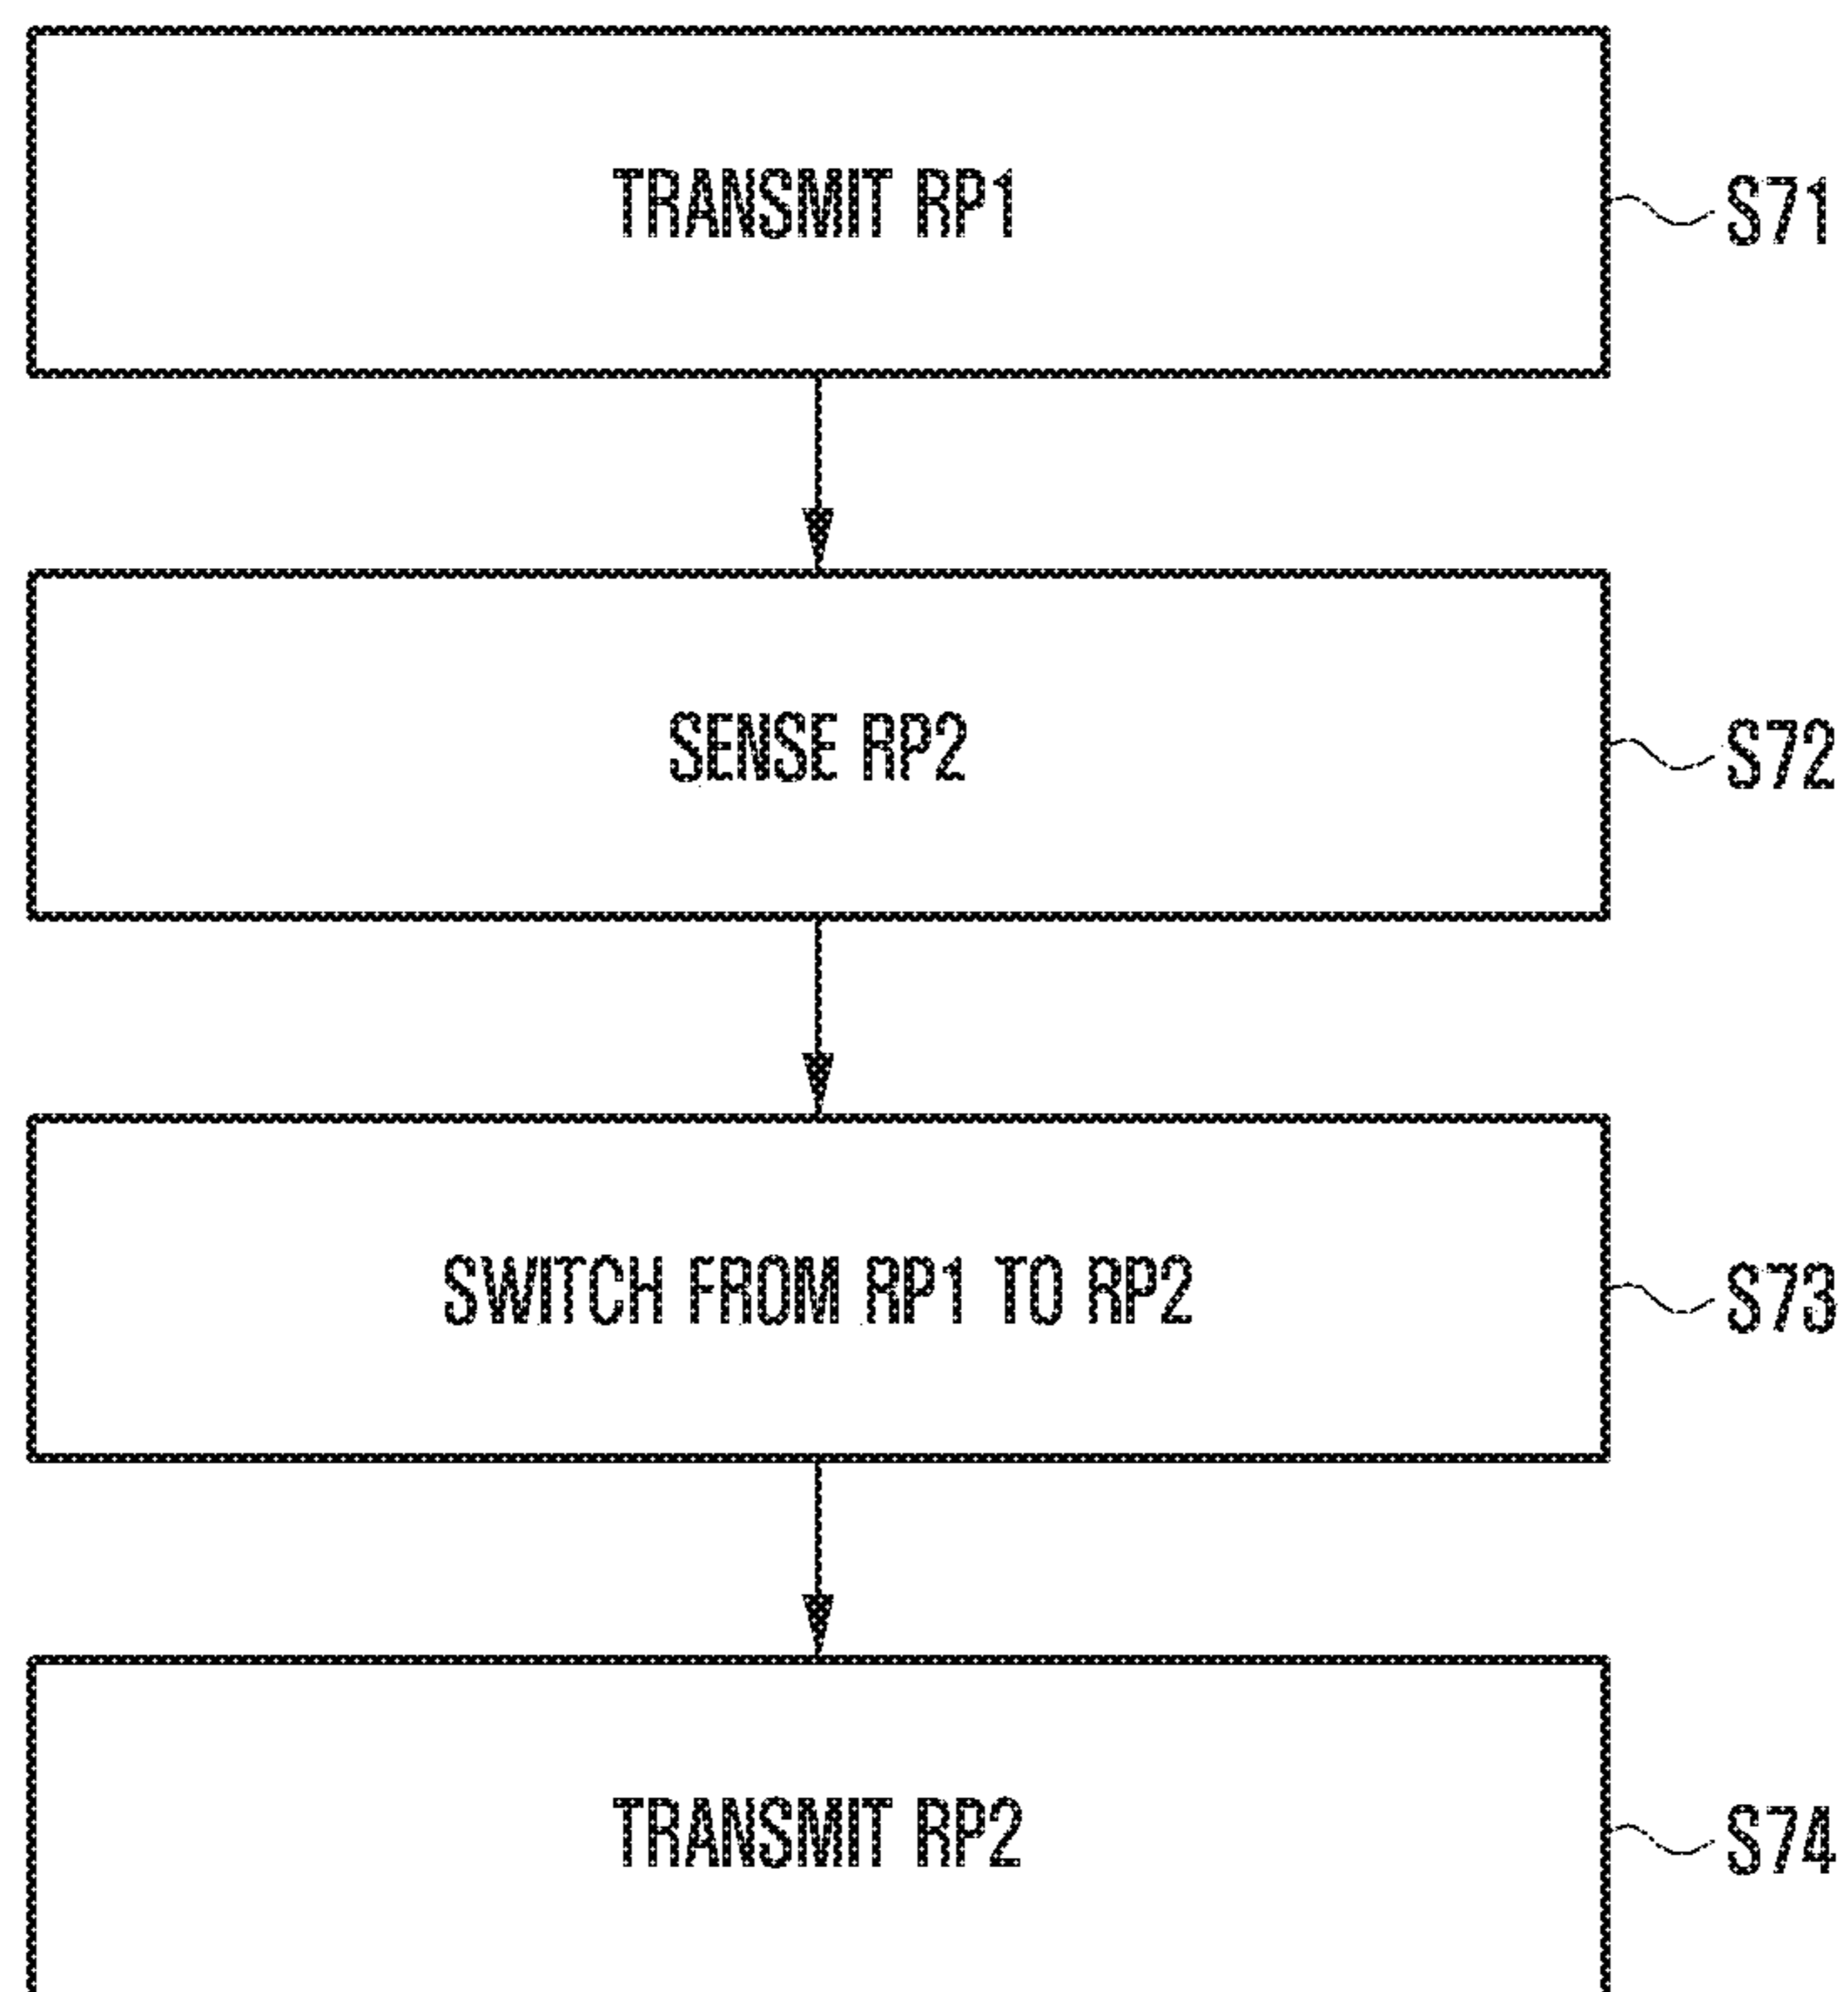 TRANSMIT RP1
S71
SENSE RP2
S72
SWITCH FROM RP1 TO RP2
S73
TRANSMIT RP2
S74